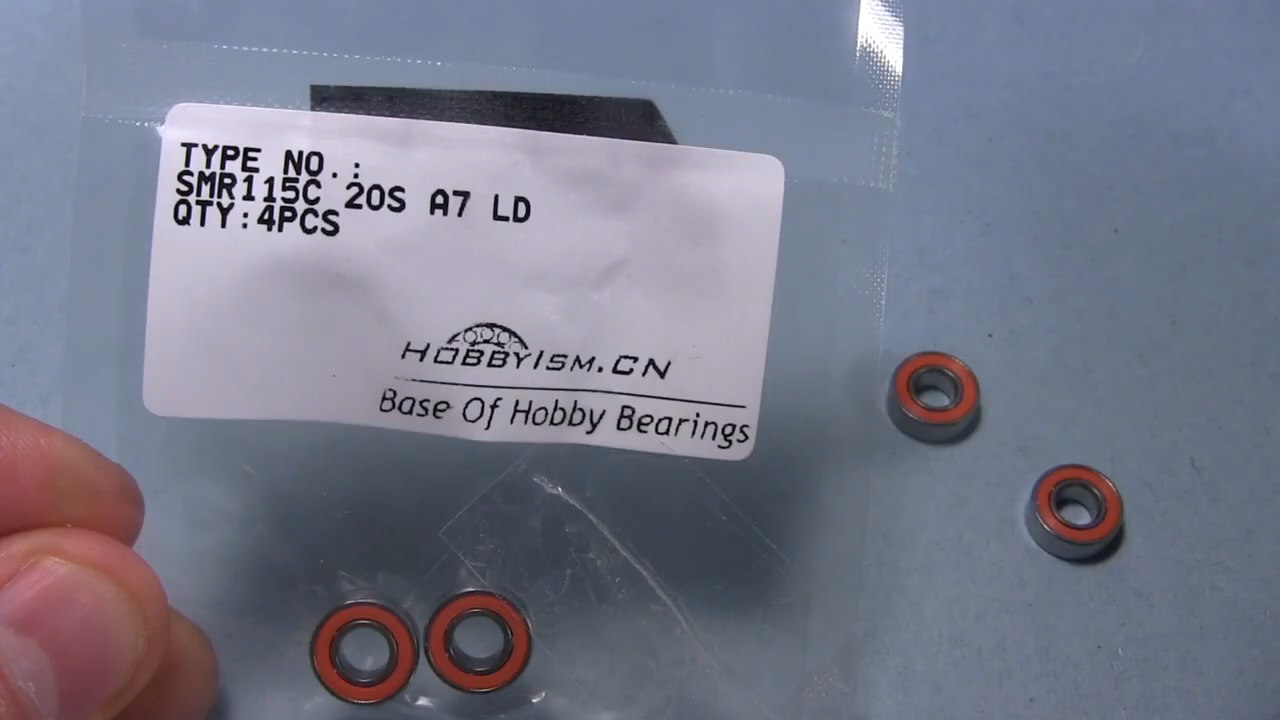 TYPE NO.:
SMR115C 2OS A7 LD
QTY:4PCS
HOBBYISM.CN
Base Of Hobby Bearings